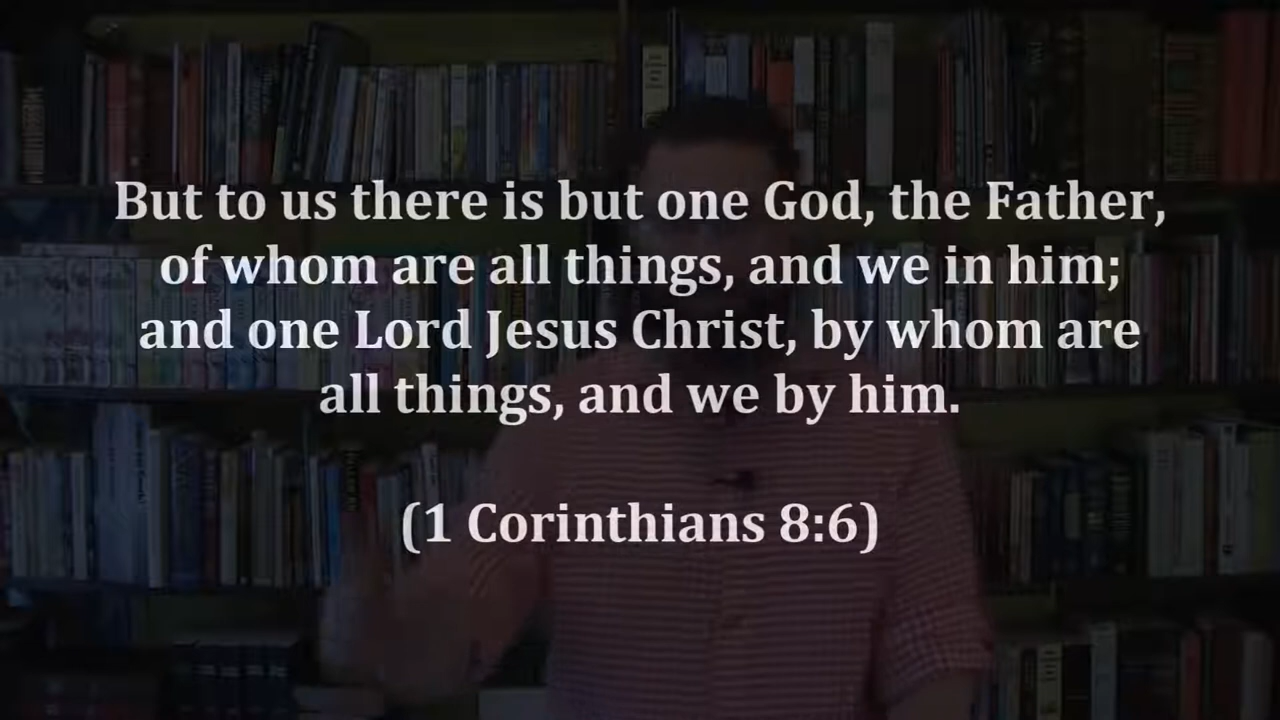 But to us there is but one God, the Father,
of whom are all things, and we in him;
and one Lord Jesus Christ, by whom are
all things, and we by him.
(1 Corinthians 8:6)